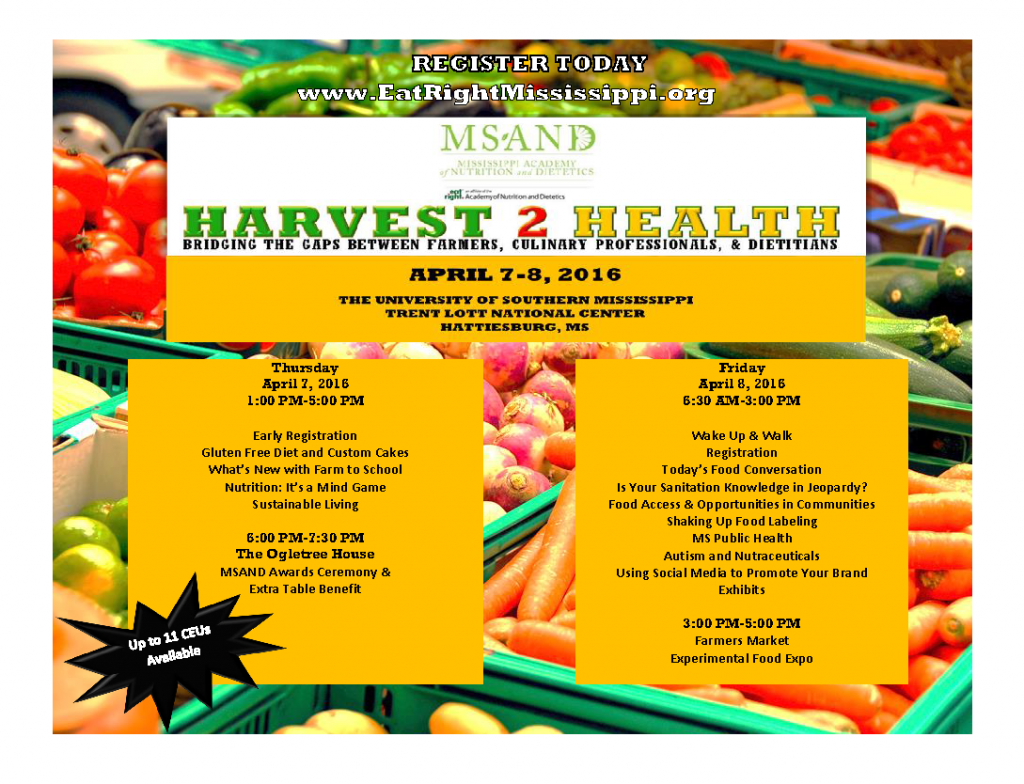 REGISTER TODAY
www.EatRightMississippi.org
MS·AND
MISSISSIPPI ACADEMY
of NUTRITION and DIETETICS
eat right. an affiliate of the Academy of Nutrition and Dietetics
HARVEST 2 HEALTH
BRIDGING THE GAPS BETWEEN FARMERS, CULINARY PROFESSIONALS, & DIETITIANS
APRIL 7-8, 2016
THE UNIVERSITY OF SOUTHERN MISSISSIPPI
TRENT LOTT NATIONAL CENTER
HATTIESBURG, MS
Thursday
April 7, 2016
1:00 PM-5:00 PM
Early Registration
Gluten Free Diet and Custom Cakes
What's New with Farm to School
Nutrition: It's a Mind Game
Sustainable Living
6:00 PM-7:30 PM
The Ogletree House
MSAND Awards Ceremony &
Extra Table Benefit
Up to 11 CEUs
Available
Friday
April 8, 2016
6:30 AM-3:00 PM
Wake Up & Walk
Registration
Today's Food Conversation
Is Your Sanitation Knowledge in Jeopardy?
Food Access & Opportunities in Communities
Shaking Up Food Labeling
MS Public Health
Autism and Nutraceuticals
Using Social Media to Promote Your Brand
Exhibits
3:00 PM-5:00 PM
Farmers Market
Experimental Food Expo